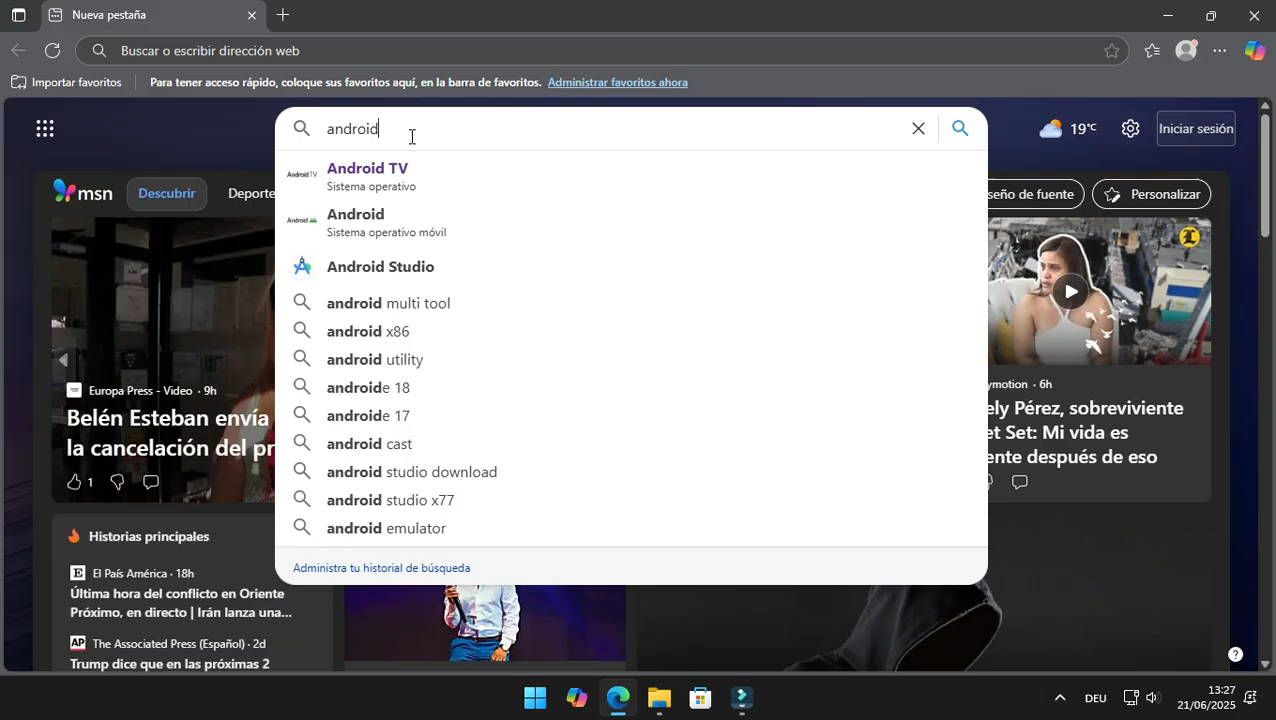 Nueva pestaña
Buscar o escribir dirección web
Importar favoritos
Para tener acceso rápido, coloque sus favoritos aquí, en la barra de favoritos. Administrar favoritos ahora
android
19°C
Iniciar sesión
Android TV
Android TV
Sistema operativo
Android
Android
Sistema operativo móvil
Android Studio
android multi tool
android x86
android utility
androide 18
androide 17
android cast
android studio download
android studio x77
android emulator
Administra tu historial de búsqueda
msn
Descubrir
Deporte
seño de fuente
Personalizar
Europa Press - Video · 9h
Belén Esteban envía
la cancelación del pr
1
L
ymotion · 6h
ely Pérez, sobreviviente
et Set: Mi vida es
ente después de eso
Historias principales
E El País América · 18h
Última hora del conflicto en Oriente
Próximo, en directo | Irán lanza una...
AP The Associated Press (Español) · 2d
Trump dice que en las próximas 2
?
DEU
13:27
21/06/2025